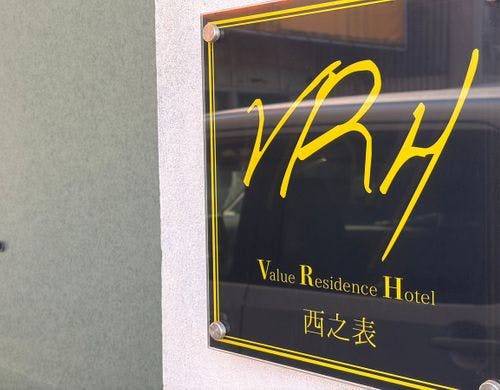 VRH
Value Residence Hotel
西之表